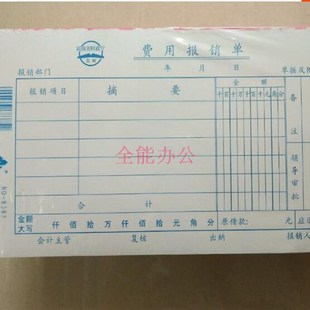 费用报销单
年 月 日 单据及附
报销部门
报销项目 摘要 金额 备注
千 百 十 万 千 百 十 元 角 分
全能办公
领导审批
合计
金额大写 仟 佰 拾 万 仟 佰 拾 元 角 分 原借款: 元 应退
会计主管 复核 出纳 报销人